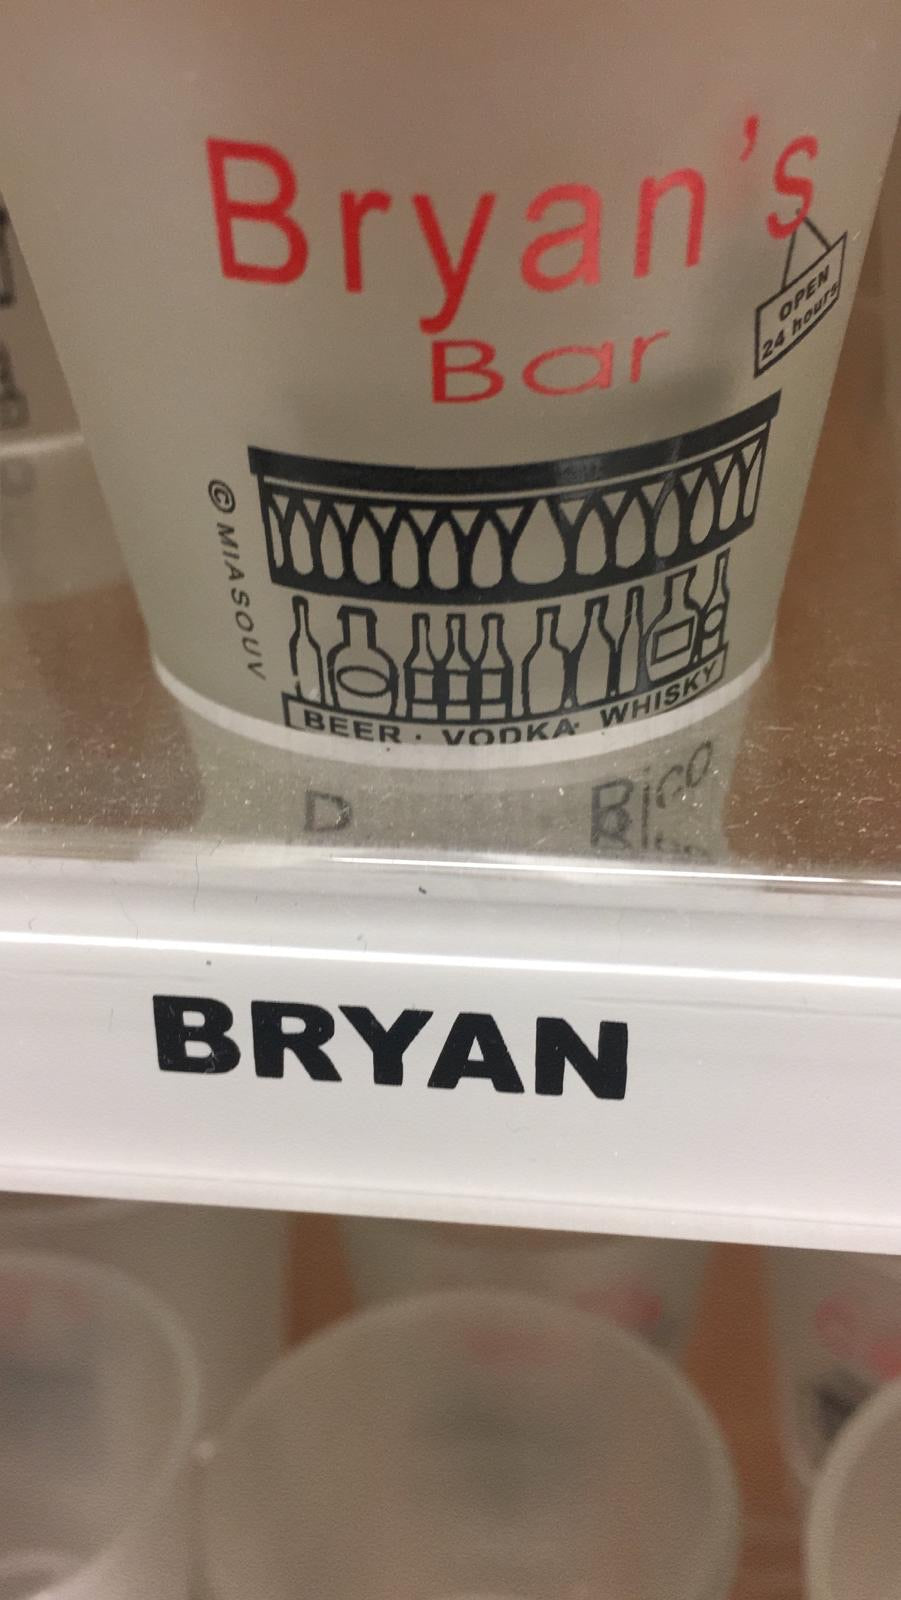 Bryan's
Bar
OPEN
24 hours
© MIASOUV
BEER · VODKA · WHISKY
BRYAN